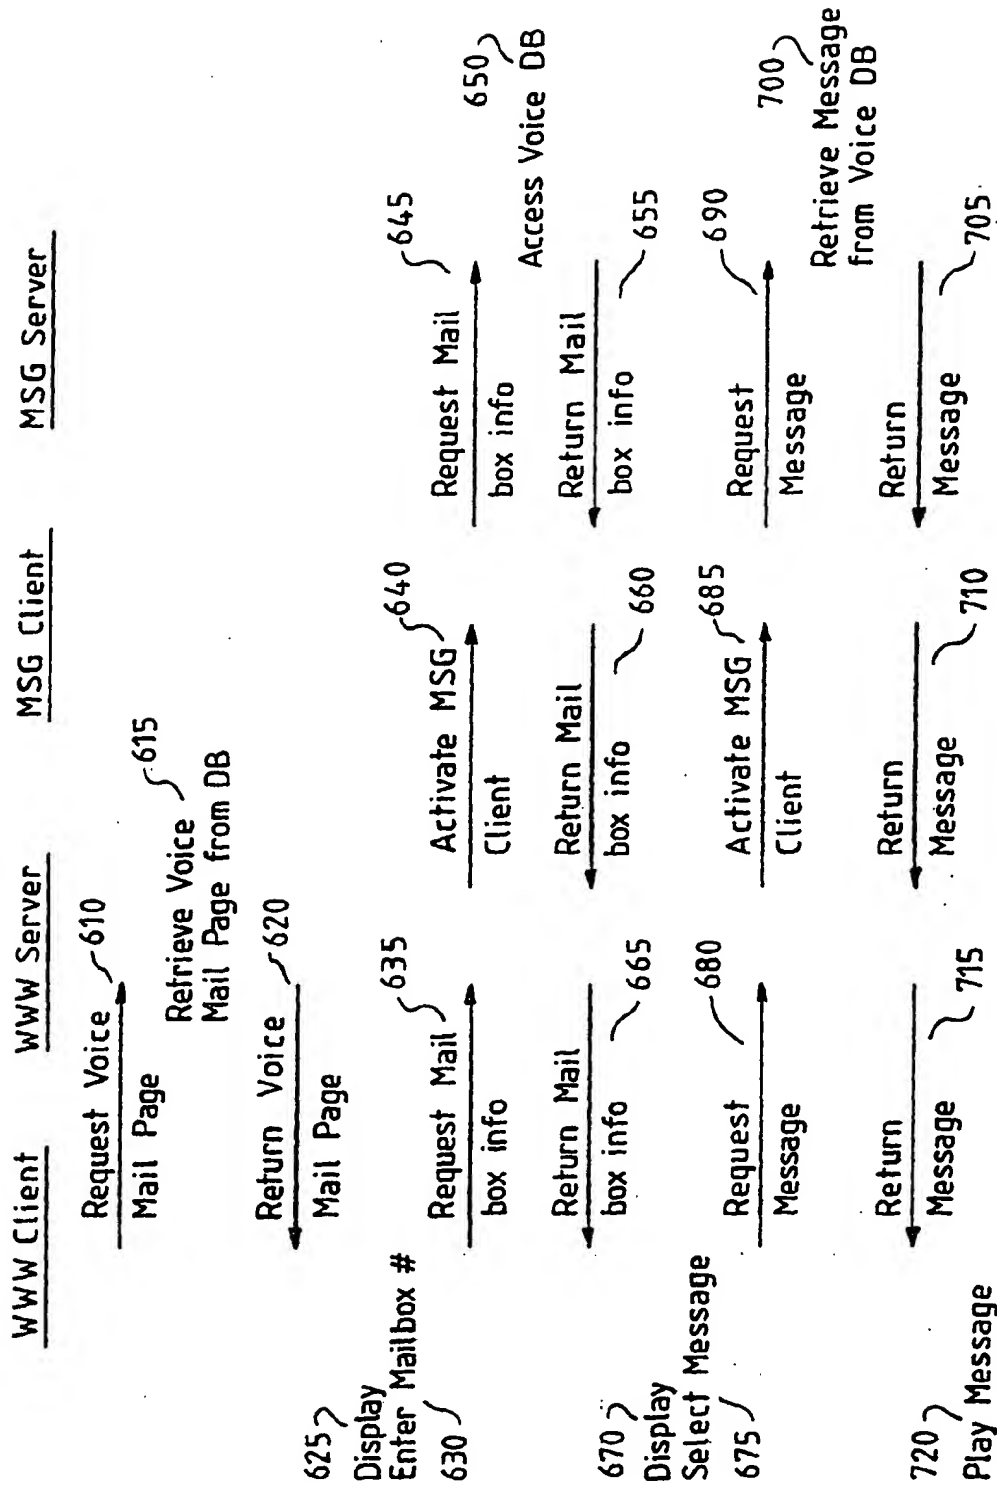 WWW Client
WWW Server
MSG Client
MSG Server
Request Voice
Mail Page
610
615
Retrieve Voice
Mail Page from DB
Return Voice
Mail Page
620
625
Display
Enter Mailbox #
630
Request Mail
box info
635
Activate MSG
Client
640
Request Mail
box info
645
650
Access Voice DB
Return Mail
box info
655
Return Mail
box info
660
Return Mail
box info
665
670
Display
Select Message
675
Request
Message
680
Activate MSG
Client
685
Request
Message
690
700
Retrieve Message
from Voice DB
Return
Message
705
Return
Message
710
Return
Message
715
720
Play Message